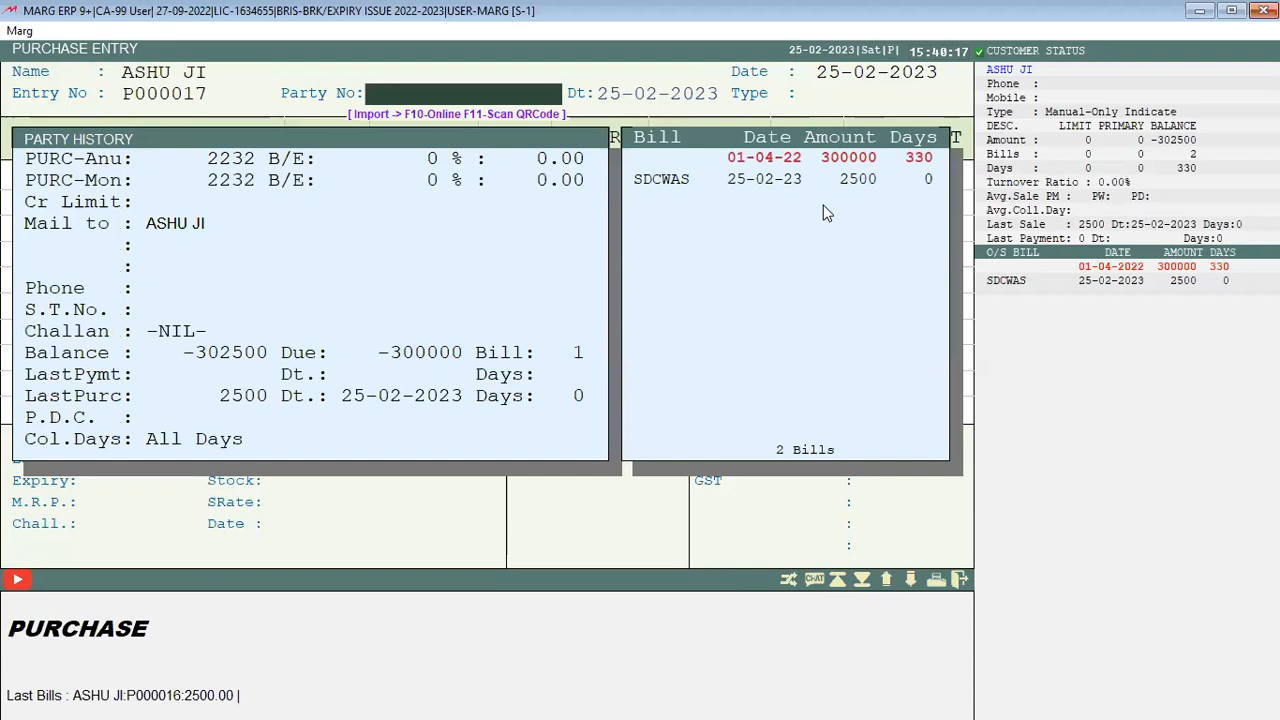 MARG ERP 9+|CA-99 User| 27-09-2022|LIC-1634655|BRIS-BRK/EXPIRY ISSUE 2022-2023|USER-MARG [S-1]
Marg
PURCHASE ENTRY 25-02-2023|Sat|P| 15:40:17
Name : ASHU JI Date : 25-02-2023
Entry No : P000017 Party No: Dt:25-02-2023 Type :
[ Import -> F10-Online F11-Scan QRCode ]
PARTY HISTORY
PURC-Anu: 2232 B/E: 0 % : 0.00
PURC-Mon: 2232 B/E: 0 % : 0.00
Cr Limit:
Mail to : ASHU JI
:
:
Phone :
S.T.No. :
Challan : -NIL-
Balance : -302500 Due: -300000 Bill: 1
LastPymt: Dt.: Days:
LastPurc: 2500 Dt.: 25-02-2023 Days: 0
P.D.C. :
Col.Days: All Days
Bill Date Amount Days
01-04-22 300000 330
SDCWAS 25-02-23 2500 0
2 Bills
R
T
Expiry: Stock: GST :
M.R.P.: SRate: :
Chall.: Date : :
:
CHAT
PURCHASE
Last Bills : ASHU JI:P000016:2500.00 |
CUSTOMER STATUS
ASHU JI
Phone :
Mobile :
Type : Manual-Only Indicate
DESC. LIMIT PRIMARY BALANCE
Amount : 0 0 -302500
Bills : 0 0 2
Days : 0 0 330
Turnover Ratio : 0.00%
Avg.Sale PM : PW: PD:
Avg.Coll.Day:
Last Sale : 2500 Dt:25-02-2023 Days:0
Last Payment: 0 Dt: Days:0
O/S BILL DATE AMOUNT DAYS
01-04-2022 300000 330
SDCWAS 25-02-2023 2500 0